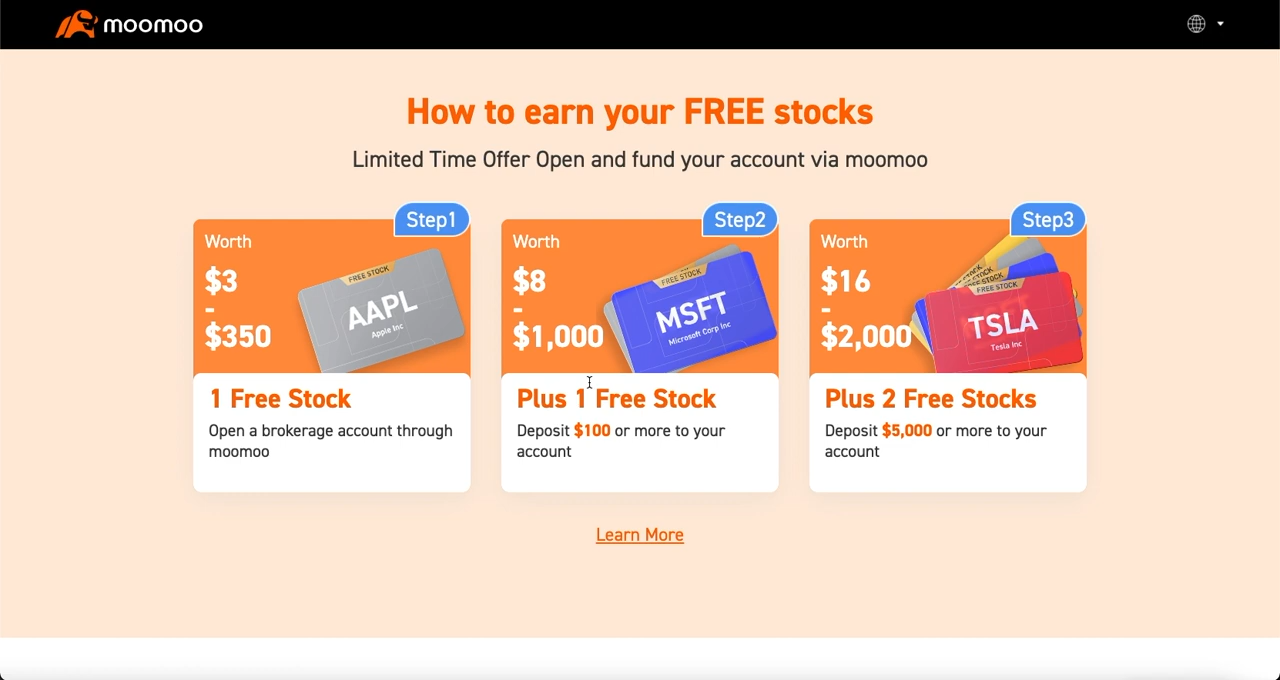 moomoo
How to earn your FREE stocks
Limited Time Offer Open and fund your account via moomoo
Step1
Worth
$3
-
$350
FREE STOCK
AAPL
Apple Inc
1 Free Stock
Open a brokerage account through
moomoo
Step2
Worth
$8
-
$1,000
FREE STOCK
MSFT
Microsoft Corp Inc
Plus 1 Free Stock
Deposit $100 or more to your
account
Step3
Worth
$16
-
$2,000
FREE STOCK
TSLA
Tesla Inc
Plus 2 Free Stocks
Deposit $5,000 or more to your
account
Learn More